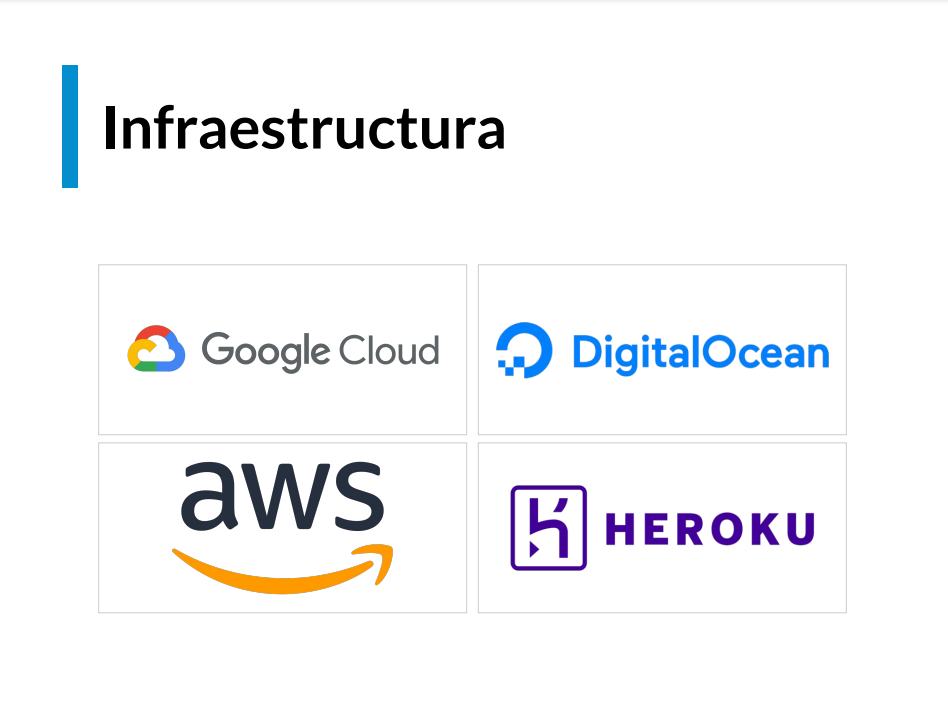 Infraestructura
Google Cloud
DigitalOcean
aws
HEROKU